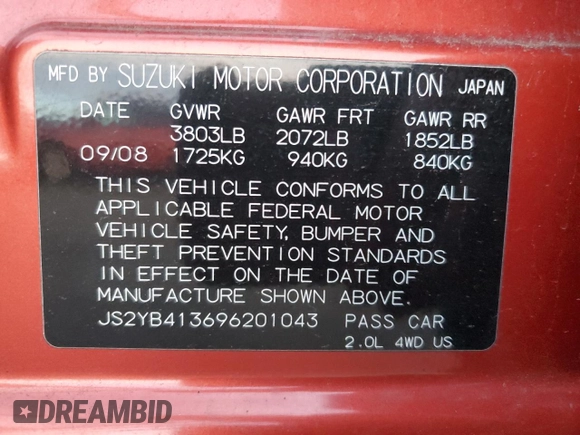 MFD BY SUZUKI MOTOR CORPORATION JAPAN
DATE GVWR GAWR FRT GAWR RR
3803LB 2072LB 1852LB
09/08 1725KG 940KG 840KG
THIS VEHICLE CONFORMS TO ALL
APPLICABLE FEDERAL MOTOR
VEHICLE SAFETY, BUMPER AND
THEFT PREVENTION STANDARDS
IN EFFECT ON THE DATE OF
MANUFACTURE SHOWN ABOVE.
JS2YB413696201043 PASS CAR
2.0L 4WD US
DREAMBID